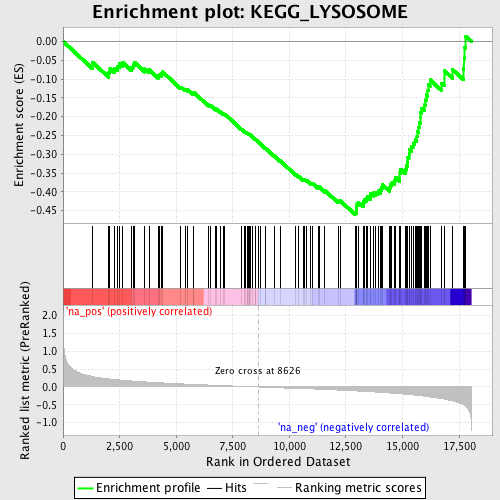 Enrichment plot: KEGG_LYSOSOME
Enrichment score (ES)
0.00
-0.05
-0.10
-0.15
-0.20
-0.25
-0.30
-0.35
-0.40
-0.45
'na_pos' (positively correlated)
Ranked list metric (PreRanked)
2.0
1.5
1.0
0.5
0.0
-0.5
-1.0
Zero cross at 8626
'na_neg' (negatively correlated)
0 2,500 5,000 7,500 10,000 12,500 15,000 17,500
Rank in Ordered Dataset
Enrichment profile Hits Ranking metric scores